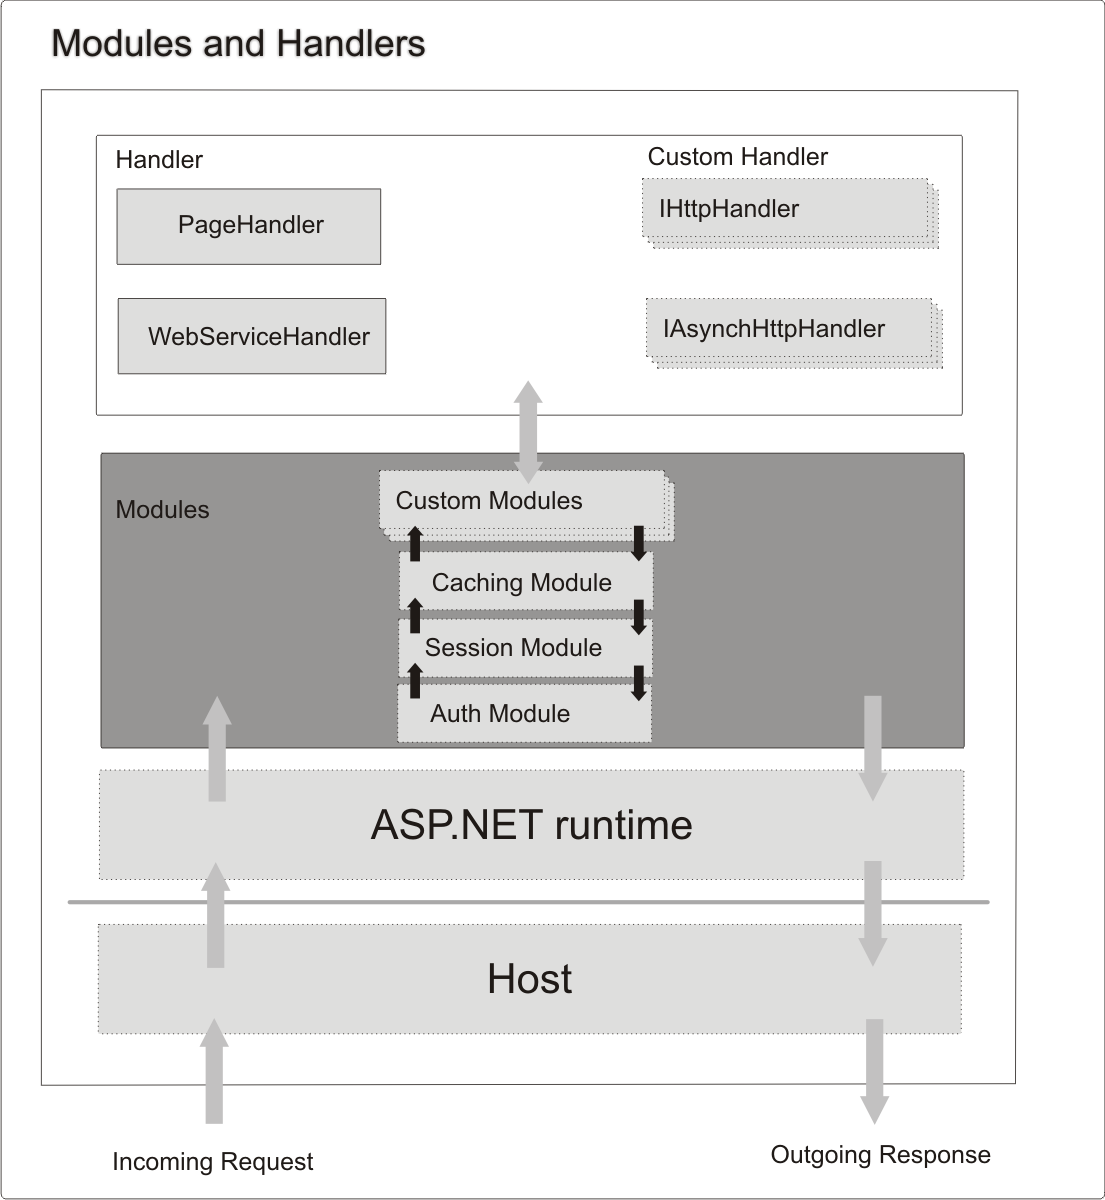 Modules and Handlers
Handler
Custom Handler
PageHandler
IHttpHandler
WebServiceHandler
IAsynchHttpHandler
Modules
Custom Modules
Caching Module
Session Module
Auth Module
ASP.NET runtime
Host
Incoming Request
Outgoing Response